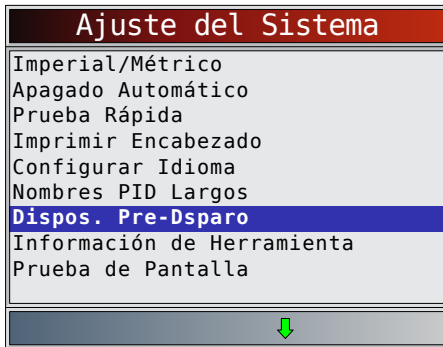 Ajuste del Sistema
Imperial/Métrico
Apagado Automático
Prueba Rápida
Imprimir Encabezado
Configurar Idioma
Nombres PID Largos
Dispos. Pre-Dsparo
Información de Herramienta
Prueba de Pantalla